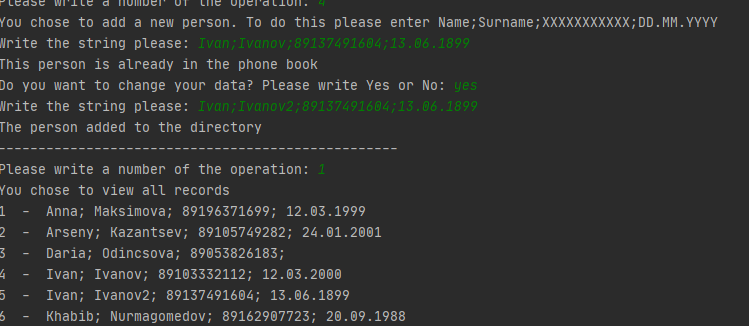 Please write a number of the operation: 4
You chose to add a new person. To do this please enter Name;Surname;XXXXXXXXXXX;DD.MM.YYYY
Write the string please: Ivan;Ivanov;89137491604;13.06.1899
This person is already in the phone book
Do you want to change your data? Please write Yes or No: yes
Write the string please: Ivan;Ivanov2;89137491604;13.06.1899
The person added to the directory
--------------------------------------------------
Please write a number of the operation: 1
You chose to view all records
1  -  Anna; Maksimova; 89196371699; 12.03.1999
2  -  Arseny; Kazantsev; 89105749282; 24.01.2001
3  -  Daria; Odincsova; 89053826183;
4  -  Ivan; Ivanov; 89103332112; 12.03.2000
5  -  Ivan; Ivanov2; 89137491604; 13.06.1899
6  -  Khabib; Nurmagomedov; 89162907723; 20.09.1988